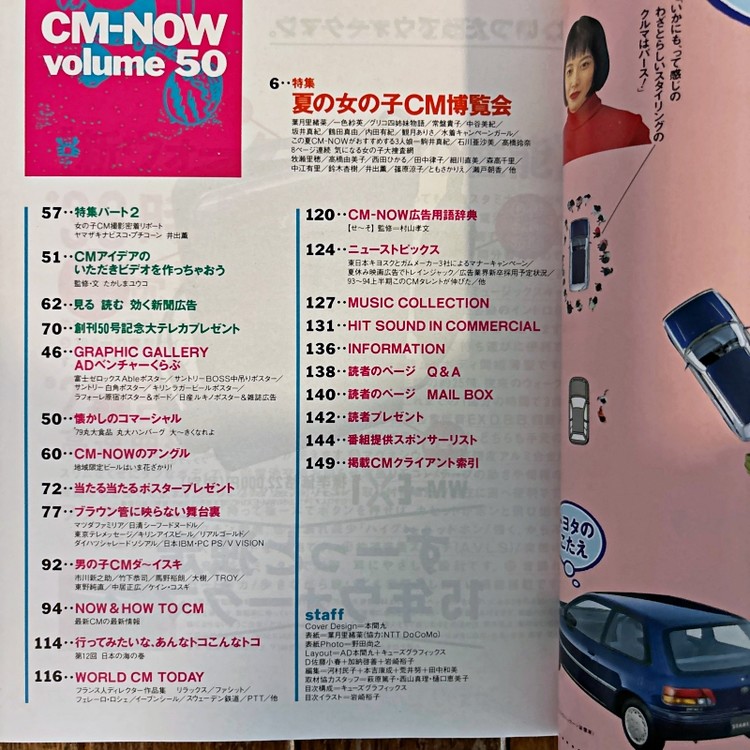 CM-NOW
volume 50
6‥特集
夏の女の子CM博覧会
葉月里緒菜／一色紗英／グリコ四姉妹物語／常盤貴子／中谷美紀／
坂井真紀／鶴田真由／内田有紀／観月ありさ／水着キャンペーンガール／
この夏CM-NOWがおすすめする3人娘—駒井真紀／石川亜沙美／高橋玲奈
8ページ連続 気になる女の子大捜査網
牧瀬里穂／高橋由美子／西田ひかる／田中律子／細川直美／森高千里／
中江有里／鈴木杏樹／井出薫／篠原涼子／ともさかりえ／瀬戸朝香／他
57‥特集パート2
女の子CM撮影密着リポート
ヤマザキナビスコ・プチコーン 井出薫
51‥CMアイデアの
いただきビデオを作っちゃおう
監修・文 たかしまユウコ
62‥見る 読む 効く新聞広告
70‥創刊50号記念大テレカプレゼント
46‥GRAPHIC GALLERY
ADベンチャーくらぶ
富士ゼロックスAbleポスター／サントリーBOSS中吊りポスター／
サントリー白角ポスター／キリンラガービールポスター／
ラフォーレ原宿ポスター＆ボード／日産ルキノポスター＆雑誌広告
50‥懐かしのコマーシャル
'79丸大食品 丸大ハンバーグ 大〜きくなれよ
60‥CM-NOWのアングル
地域限定ビールはいま花ざかり!
72‥当たる当たるポスタープレゼント
77‥ブラウン管に映らない舞台裏
マツダファミリア／日清シーフードヌードル／
東京テレメッセージ／キリンアイスビール／リアルゴールド／
ダイハツシャレードソシアル／日本IBM・PC PS/V VISION
92‥男の子CMダ〜イスキ
市川新之助／竹下恭司／馬野裕朗／大樹／TROY／
東野純直／中居正広／ケイン・コスギ
94‥NOW & HOW TO CM
最新CMの最新情報
114‥行ってみたいな、あんなトコこんなトコ
第12回 日本の海の巻
116‥WORLD CM TODAY
フランス人ディレクター作品集 リラックス／ファシット／
フェレーロ・ロシェ／イーブンシール／スウェーデン鉄道／PTT／他
120‥CM-NOW広告用語辞典
【せ〜そ】監修=村山孝文
124‥ニューストピックス
東日本キヨスクとガムメーカー3社によるマナーキャンペーン／
夏休み映画広告でトレインジャック／広告業界新卒採用予定状況／
93〜94上半期このCMタレントが伸びた／他
127‥MUSIC COLLECTION
131‥HIT SOUND IN COMMERCIAL
136‥INFORMATION
138‥読者のページ Q&A
140‥読者のページ MAIL BOX
142‥読者プレゼント
144‥番組提供スポンサーリスト
149‥掲載CMクライアント索引
staff
Cover Design=本間九
表紙=葉月里緒菜(協力:NTT DoCoMo)
表紙Photo=野田尚之
Layout=AD本間九＋キューズグラフィックス
D佐藤小春＋加納啓善＋岩崎裕子
編集=河村民子＋本吉康成＋荒井勞＋田中和美
取材協力スタッフ=萩原篤子・西山真理・樋口恵美子
目次構成=キューズグラフィックス
目次イラスト=岩崎裕子
「いかにも、って感じの
わざとらしいスタイリングの
クルマはパース!」
トヨタの
こたえ